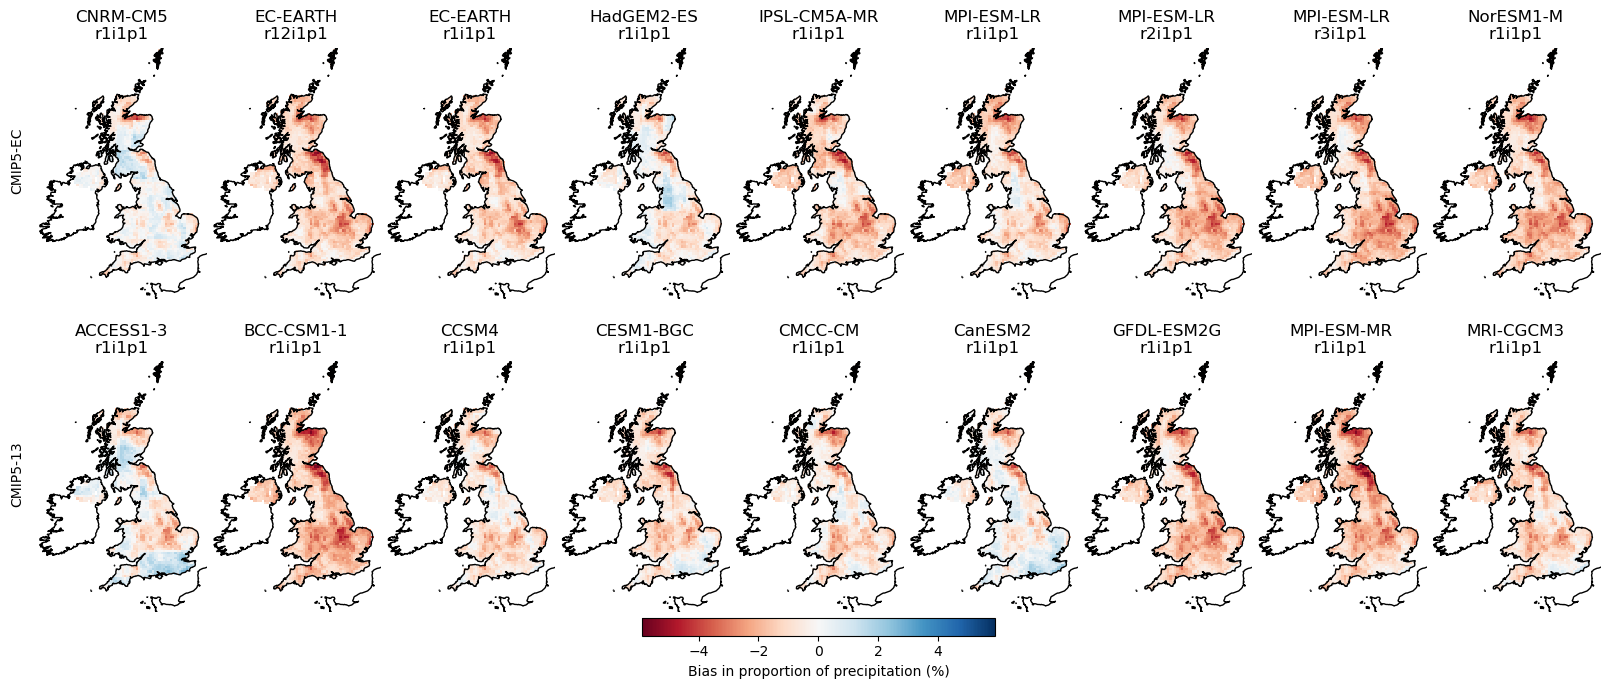 CNRM-CM5 EC-EARTH EC-EARTH HadGEM2-ES IPSL-CM5A-MR MPI-ESM-LR MPI-ESM-LR MPI-ESM-LR NorESM1-M
r1i1p1 r12i1p1 r1i1p1 r1i1p1 r1i1p1 r1i1p1 r2i1p1 r3i1p1 r1i1p1
CMIP5-EC
ACCESS1-3 BCC-CSM1-1 CCSM4 CESM1-BGC CMCC-CM CanESM2 GFDL-ESM2G MPI-ESM-MR MRI-CGCM3
r1i1p1 r1i1p1 r1i1p1 r1i1p1 r1i1p1 r1i1p1 r1i1p1 r1i1p1 r1i1p1
CMIP5-13
−4 −2 0 2 4
Bias in proportion of precipitation (%)